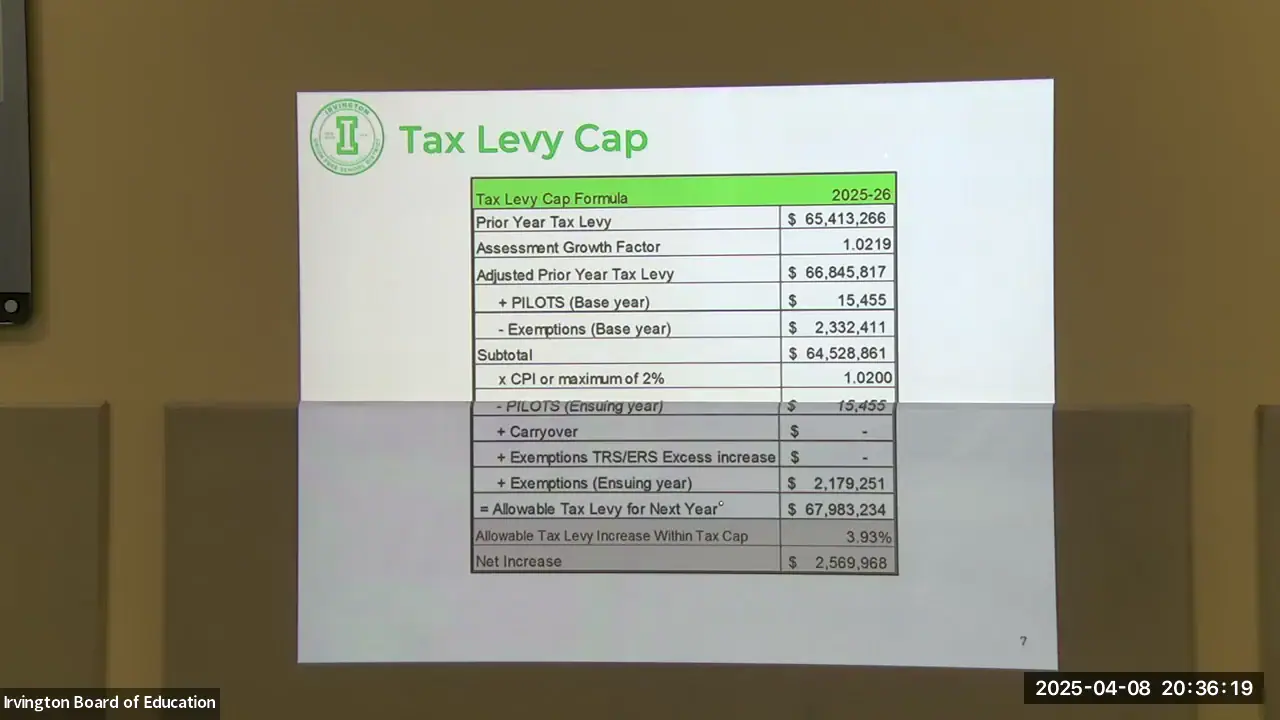 IRVINGTON
UNION FREE SCHOOL DISTRICT
I
Tax Levy Cap
Tax Levy Cap Formula 2025-26
Prior Year Tax Levy $ 65,413,266
Assessment Growth Factor 1.0219
Adjusted Prior Year Tax Levy $ 66,845,817
+ PILOTS (Base year) $ 15,455
- Exemptions (Base year) $ 2,332,411
Subtotal $ 64,528,861
x CPI or maximum of 2% 1.0200
- PILOTS (Ensuing year) $ 15,455
+ Carryover $ -
+ Exemptions TRS/ERS Excess increase $ -
+ Exemptions (Ensuing year) $ 2,179,251
= Allowable Tax Levy for Next Year $ 67,983,234
Allowable Tax Levy Increase Within Tax Cap 3.93%
Net Increase $ 2,569,968
7
2025-04-08 20:36:19
Irvington Board of Education